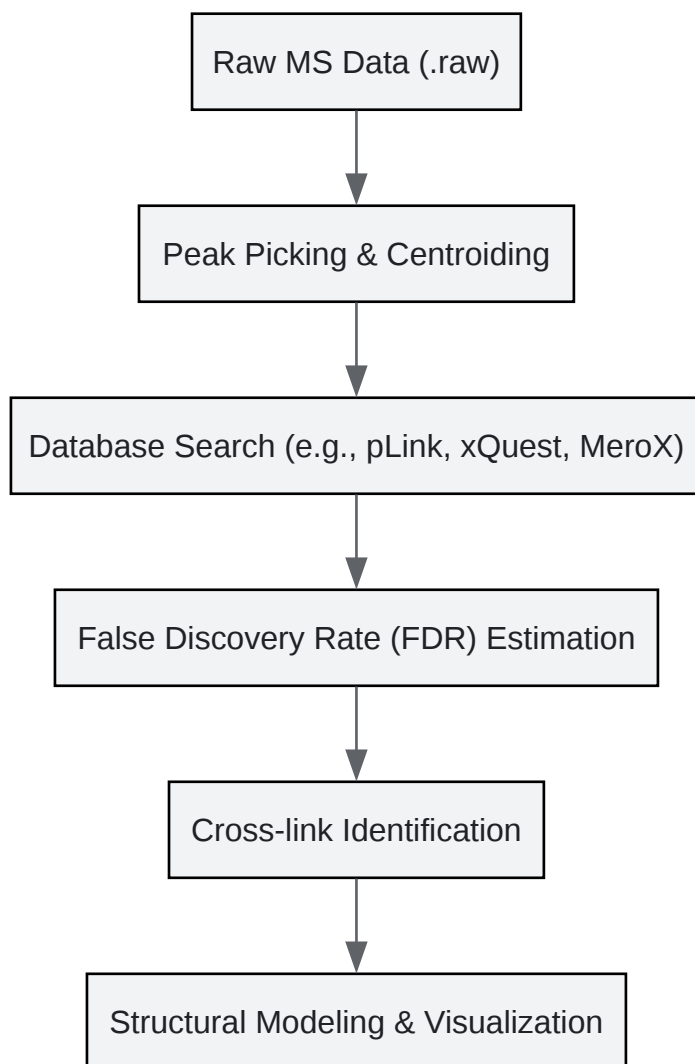 Raw MS Data (.raw)
Peak Picking & Centroiding
Database Search (e.g., pLink, xQuest, MeroX)
False Discovery Rate (FDR) Estimation
Cross-link Identification
Structural Modeling & Visualization